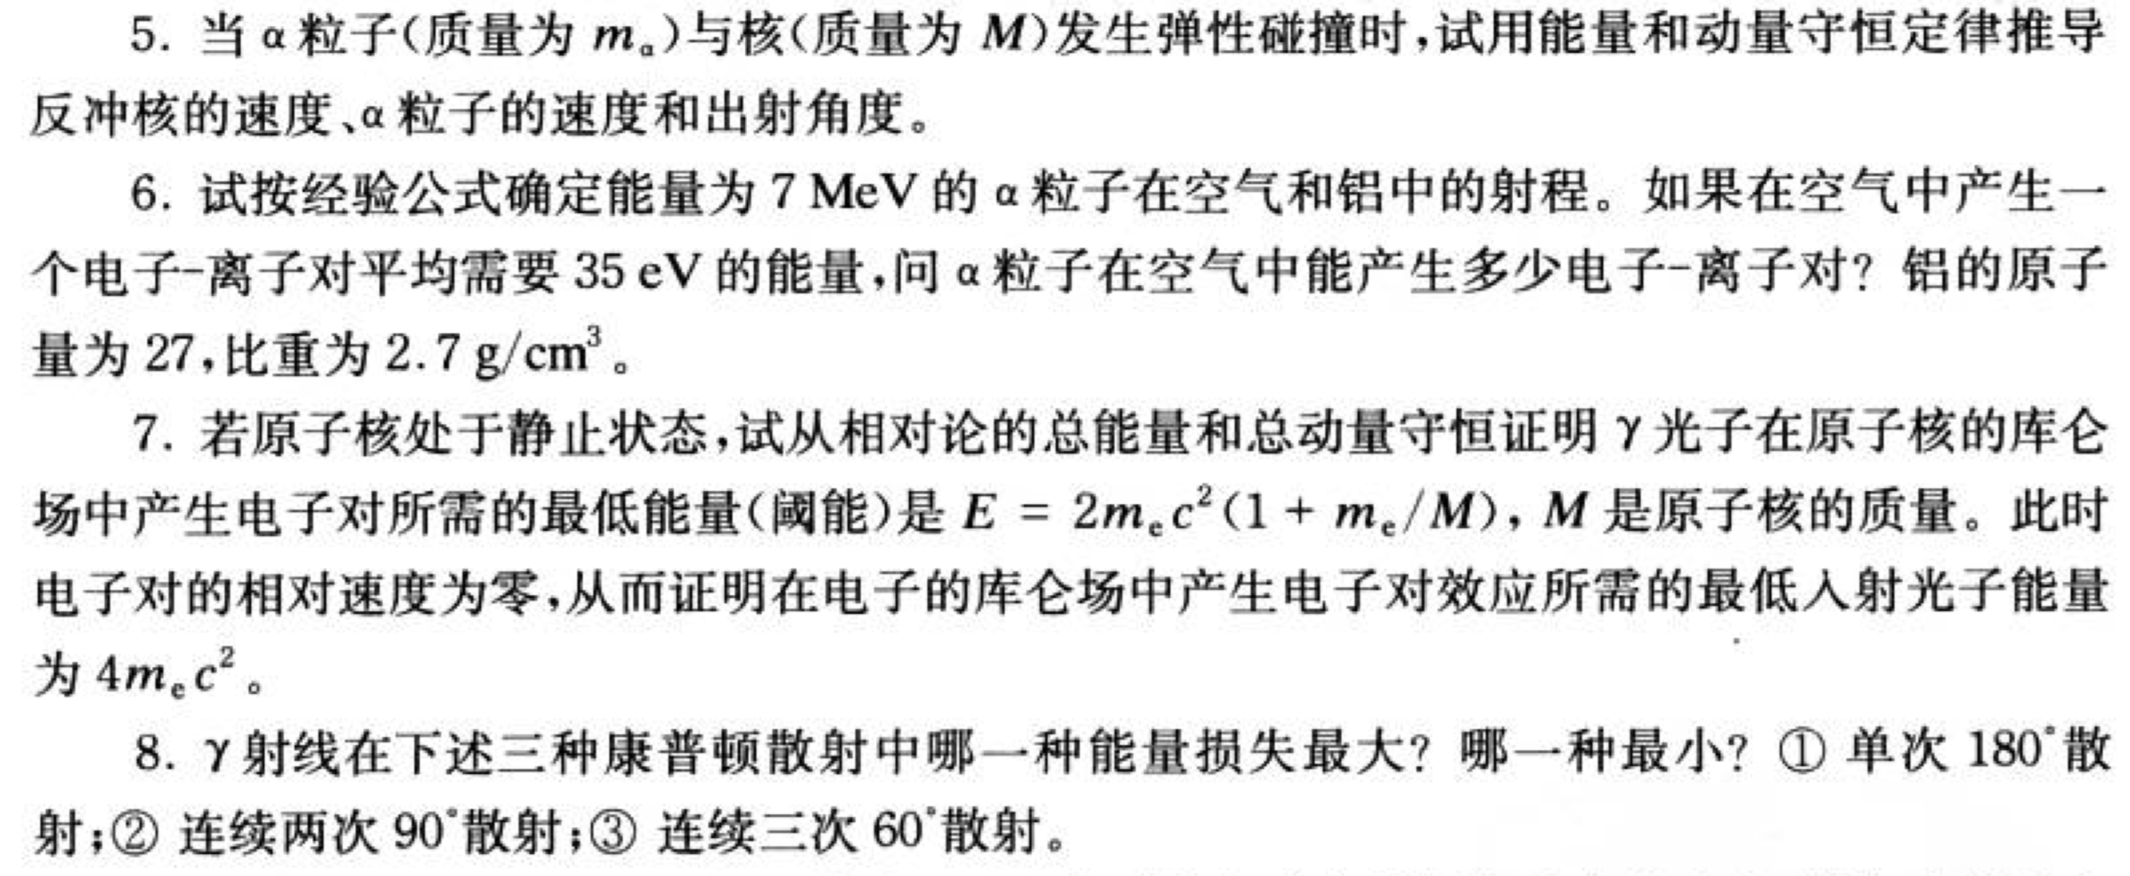 5. 当 α 粒子(质量为 mα)与核(质量为 M)发生弹性碰撞时,试用能量和动量守恒定律推导
反冲核的速度、α 粒子的速度和出射角度。
6. 试按经验公式确定能量为 7 MeV 的 α 粒子在空气和铝中的射程。如果在空气中产生一
个电子-离子对平均需要 35 eV 的能量,问 α 粒子在空气中能产生多少电子-离子对? 铝的原子
量为 27,比重为 2.7 g/cm³。
7. 若原子核处于静止状态,试从相对论的总能量和总动量守恒证明 γ 光子在原子核的库仑
场中产生电子对所需的最低能量(阈能)是 E = 2mₑc²(1 + mₑ/M), M 是原子核的质量。此时
电子对的相对速度为零,从而证明在电子的库仑场中产生电子对效应所需的最低入射光子能量
为 4mₑc²。
8. γ 射线在下述三种康普顿散射中哪一种能量损失最大? 哪一种最小? ① 单次 180°散
射;② 连续两次 90°散射;③ 连续三次 60°散射。